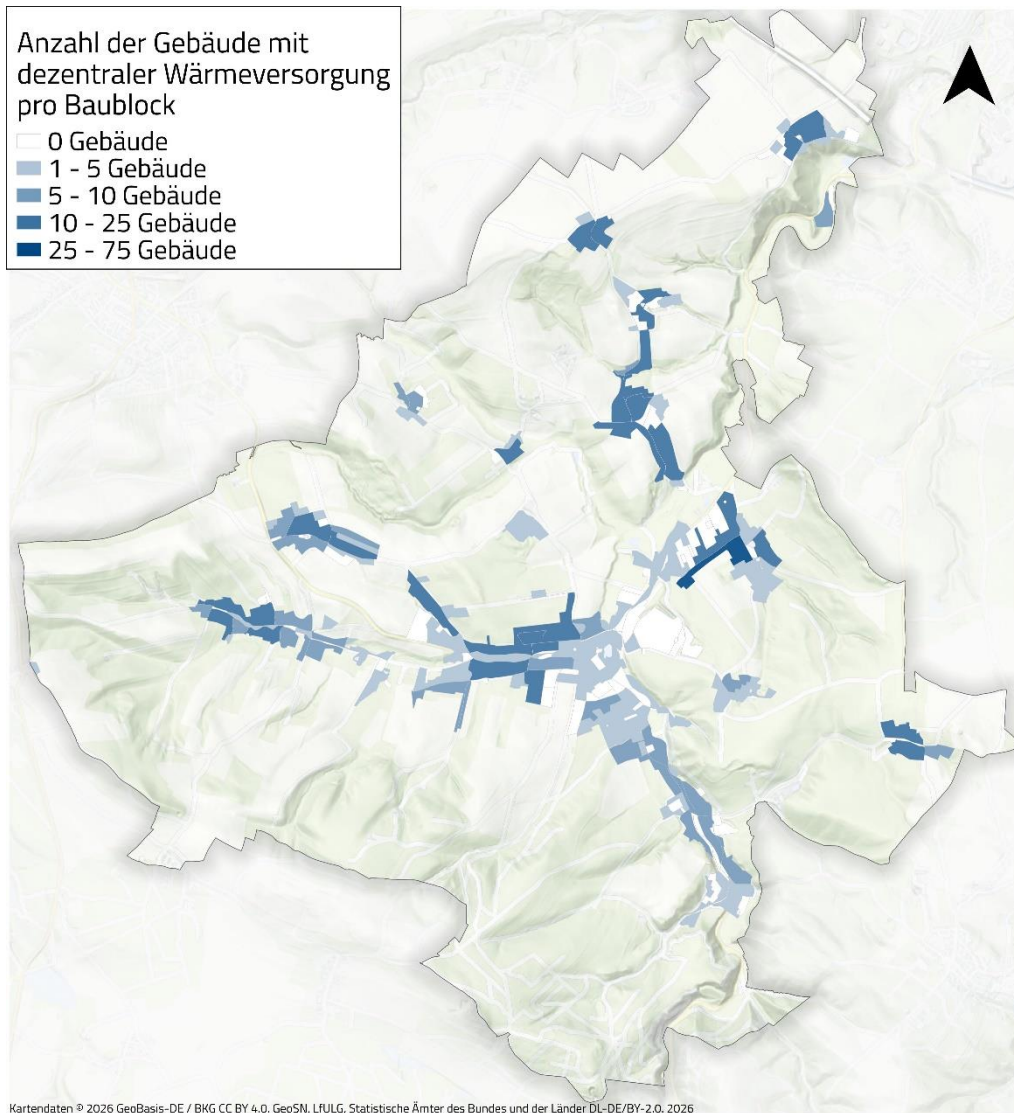 Anzahl der Gebäude mit
dezentraler Wärmeversorgung
pro Baublock
0 Gebäude
1 - 5 Gebäude
5 - 10 Gebäude
10 - 25 Gebäude
25 - 75 Gebäude
Kartendaten © 2026 GeoBasis-DE / BKG CC BY 4.0. GeoSN. LfULG. Statistische Ämter des Bundes und der Länder DL-DE/BY-2.0. 2026